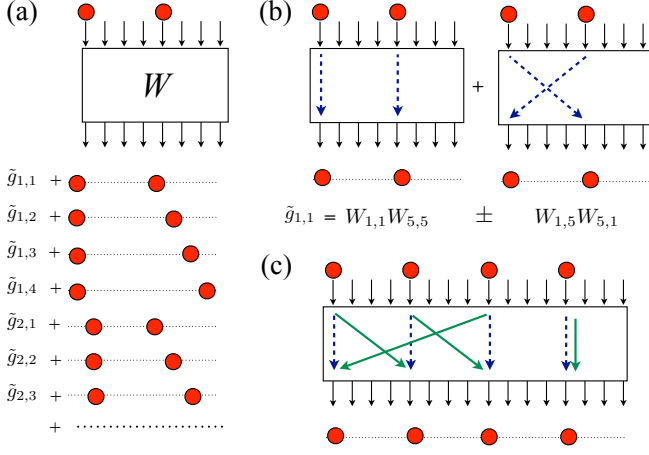 (a)
W
g̃₁,₁ +
g̃₁,₂ +
g̃₁,₃ +
g̃₁,₄ +
g̃₂,₁ +
g̃₂,₂ +
g̃₂,₃ +
+
(b)
+
g̃₁,₁ = W₁,₁W₅,₅ ± W₁,₅W₅,₁
(c)